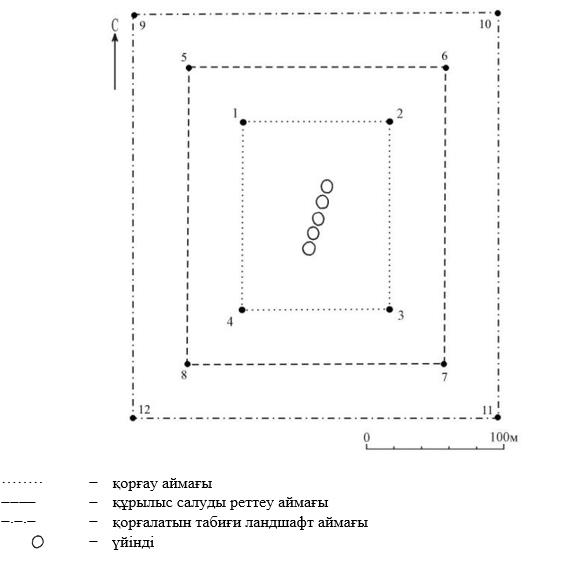 С
9
10
5
6
1
2
4
3
8
7
12
11
0
100м
– қорғау аймағы
– құрылыс салуды реттеу аймағы
– қорғалатын табиғи ландшафт аймағы
– үйінді